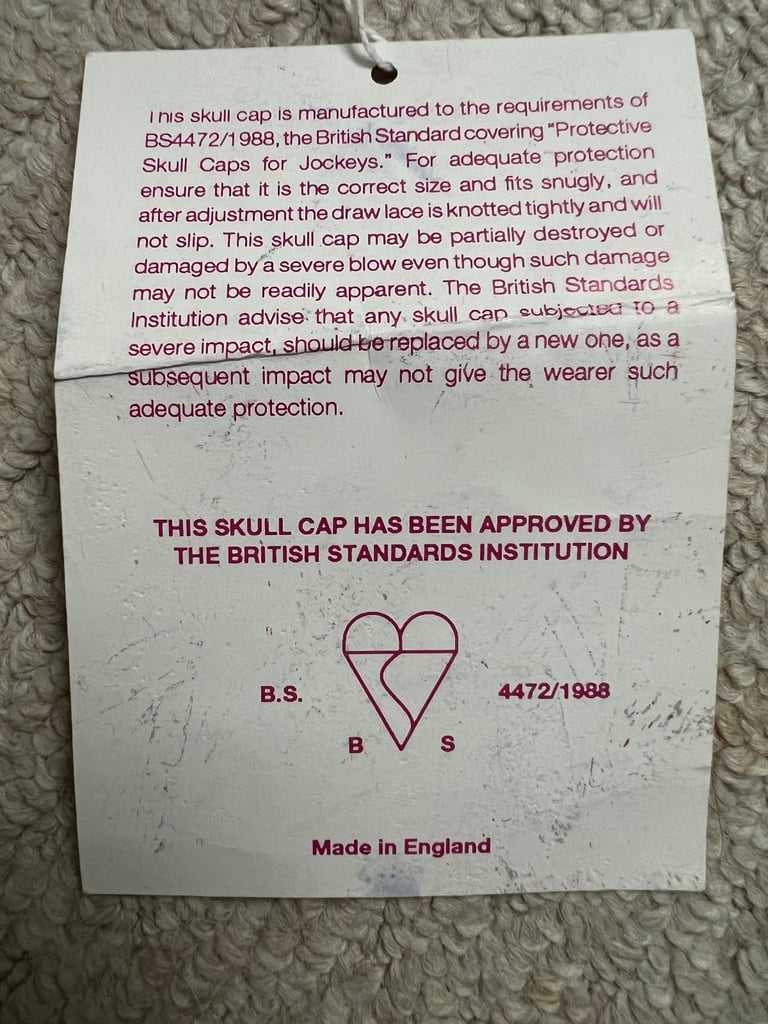 This skull cap is manufactured to the requirements of
BS4472/1988, the British Standard covering “Protective
Skull Caps for Jockeys.” For adequate protection
ensure that it is the correct size and fits snugly, and
after adjustment the draw lace is knotted tightly and will
not slip. This skull cap may be partially destroyed or
damaged by a severe blow even though such damage
may not be readily apparent. The British Standards
Institution advise that any skull cap subjected to a
severe impact, should be replaced by a new one, as a
subsequent impact may not give the wearer such
adequate protection.
THIS SKULL CAP HAS BEEN APPROVED BY
THE BRITISH STANDARDS INSTITUTION
B.S. 4472/1988
B S
Made in England